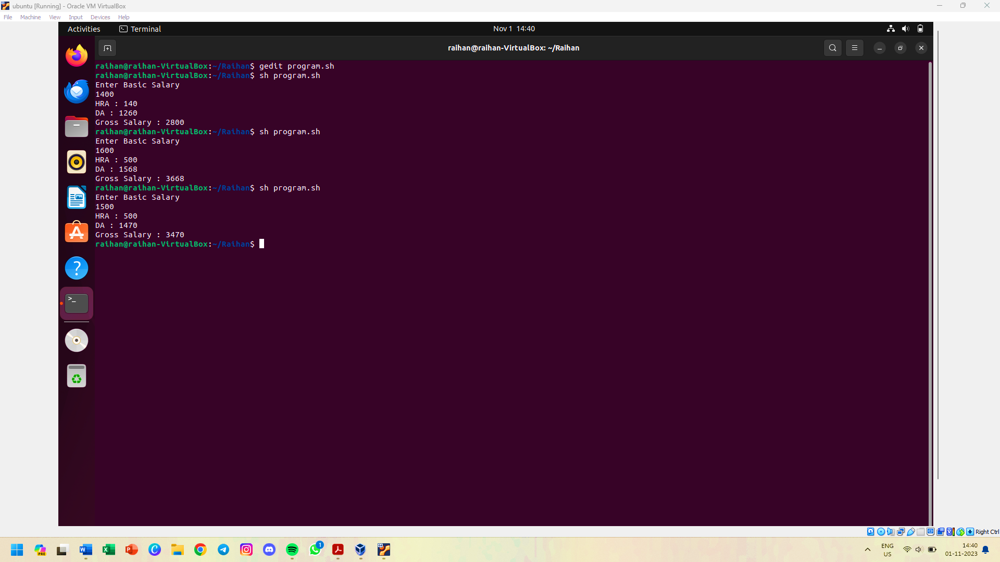 ubuntu [Running] - Oracle VM VirtualBox
File Machine View Input Devices Help
Activities Terminal Nov 1 14:40
raihan@raihan-VirtualBox: ~/Raihan
raihan@raihan-VirtualBox:~/Raihan$ gedit program.sh
raihan@raihan-VirtualBox:~/Raihan$ sh program.sh
Enter Basic Salary
1400
HRA : 140
DA : 1260
Gross Salary : 2800
raihan@raihan-VirtualBox:~/Raihan$ sh program.sh
Enter Basic Salary
1600
HRA : 500
DA : 1568
Gross Salary : 3668
raihan@raihan-VirtualBox:~/Raihan$ sh program.sh
Enter Basic Salary
1500
HRA : 500
DA : 1470
Gross Salary : 3470
raihan@raihan-VirtualBox:~/Raihan$
Right Ctrl
PRE
1
ENG
US
14:40
01-11-2023